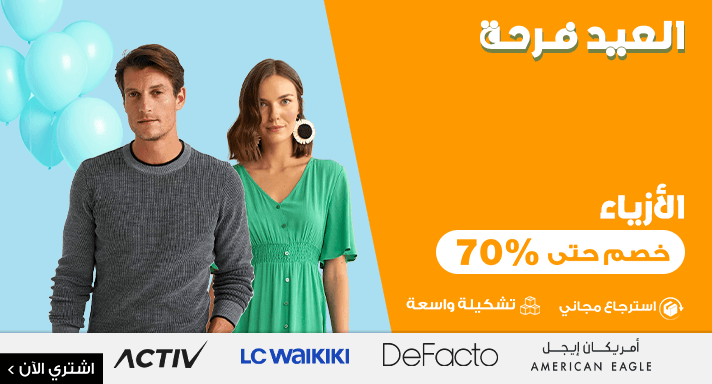 العيد فرحة
الأزياء
خصم حتى 70%
استرجاع مجاني
تشكيلة واسعة
أمريكان إيجل
AMERICAN EAGLE
DeFacto
LC WAIKIKI
ACTIV
اشتري الآن >